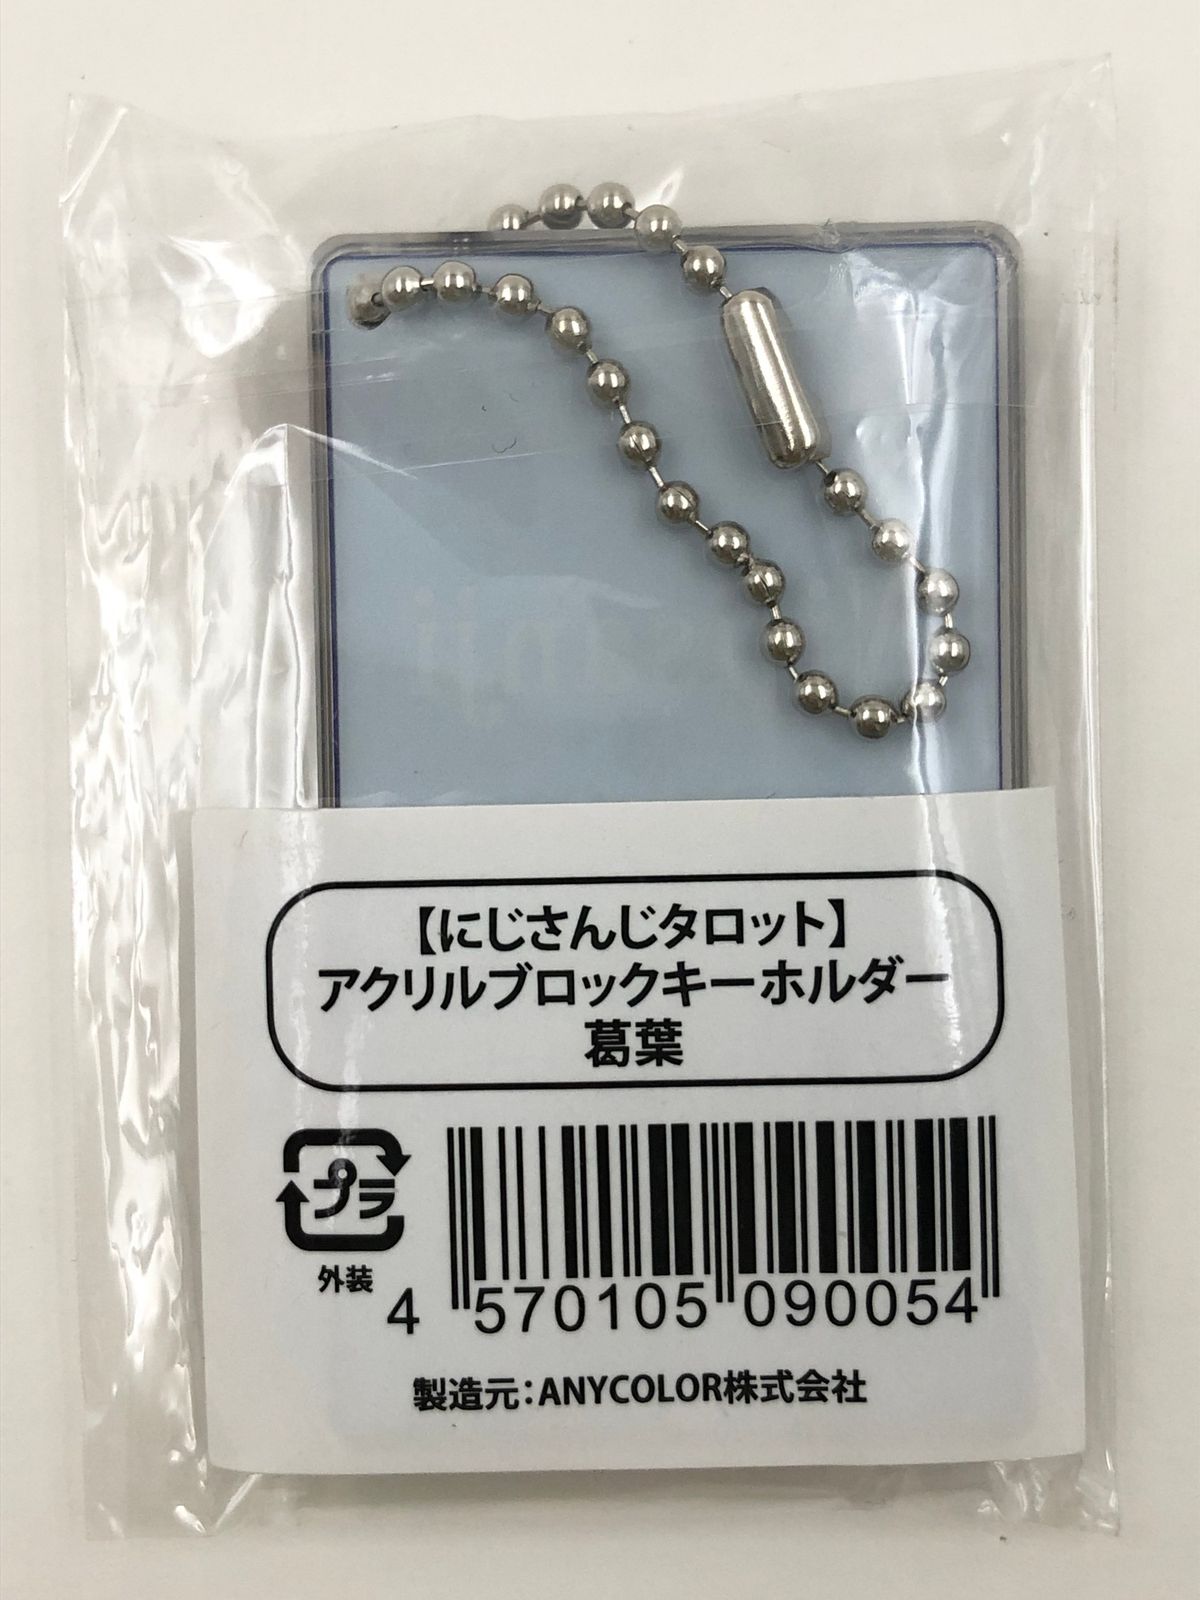 【にじさんじタロット】
アクリルブロックキーホルダー
葛葉
プラ
外装
4 570105 090054
製造元:ANYCOLOR株式会社